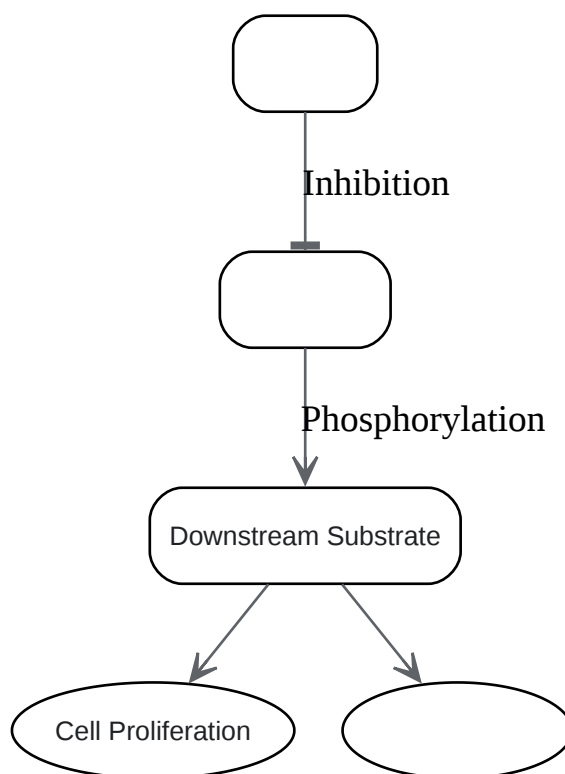 Inhibition
Phosphorylation
Downstream Substrate
Cell Proliferation